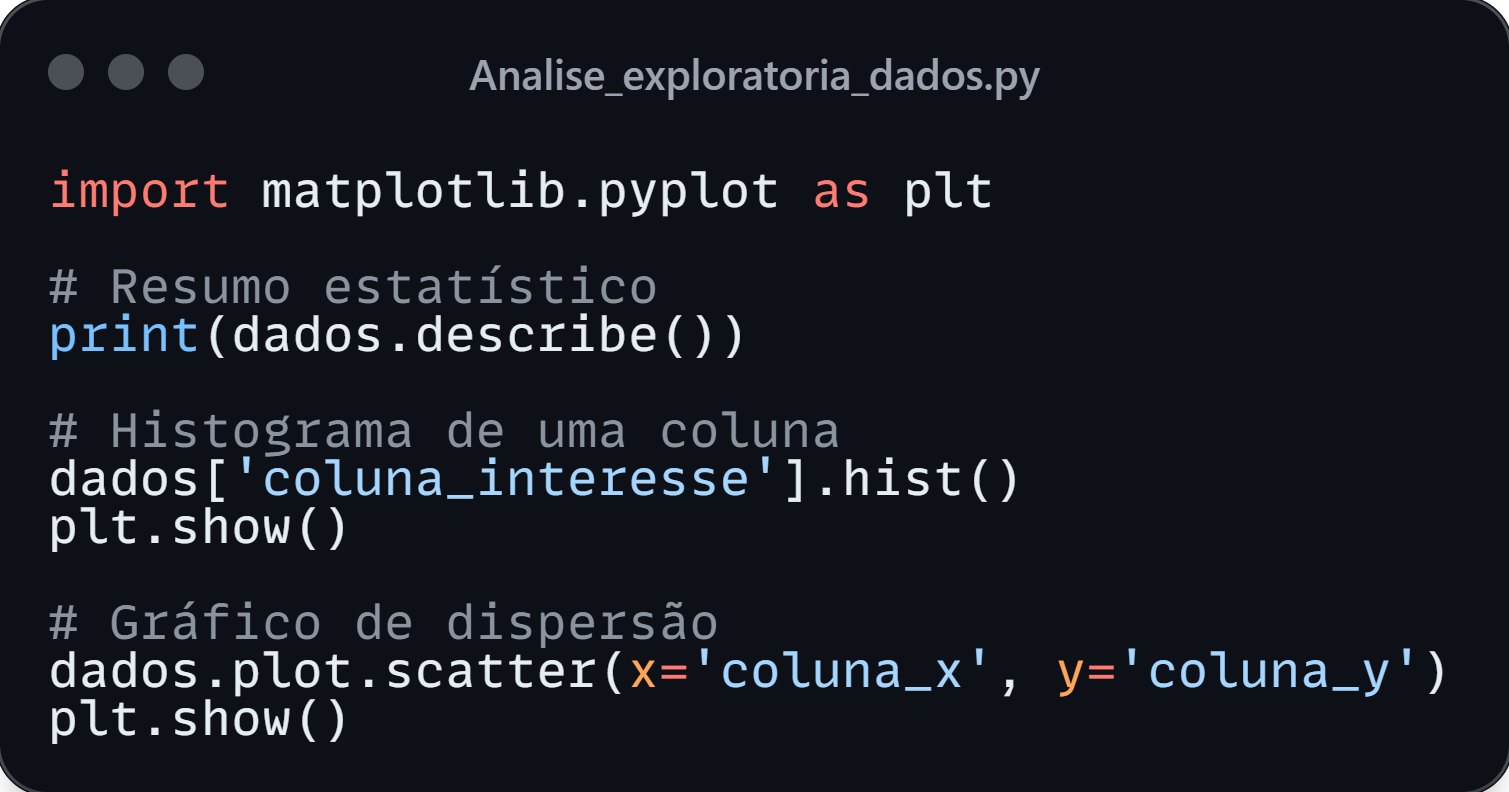 Analise_exploratoria_dados.py
import matplotlib.pyplot as plt
# Resumo estatístico
print(dados.describe())
# Histograma de uma coluna
dados['coluna_interesse'].hist()
plt.show()
# Gráfico de dispersão
dados.plot.scatter(x='coluna_x', y='coluna_y')
plt.show()